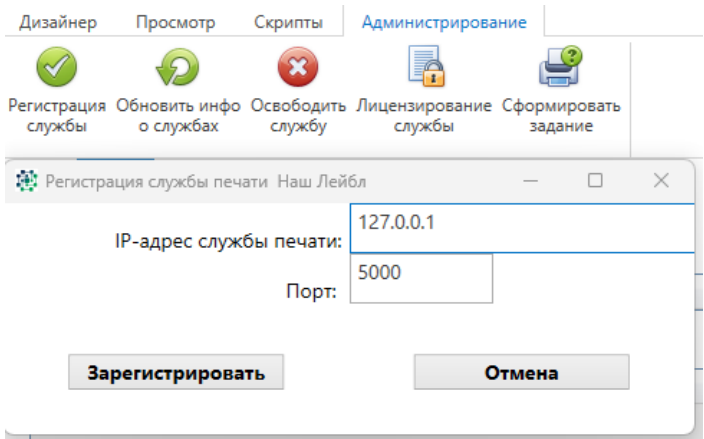 Дизайнер Просмотр Скрипты Администрирование
Регистрация службы Обновить инфо о службах Освободить службу Лицензирование службы Сформировать задание
Регистрация службы печати Наш Лейбл
IP-адрес службы печати: 127.0.0.1
Порт: 5000
Зарегистрировать Отмена